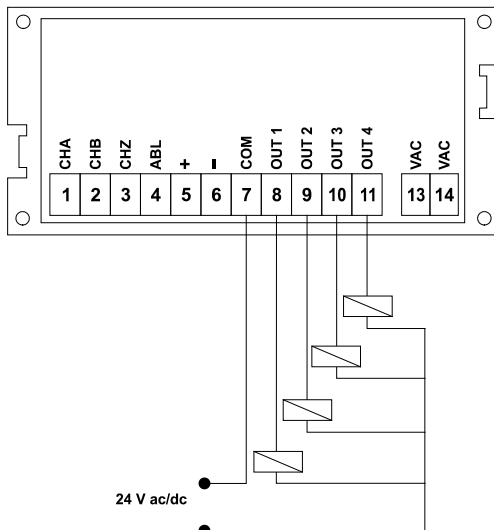 CHA CHB CHZ ABL + - COM OUT 1 OUT 2 OUT 3 OUT 4 VAC VAC
1 2 3 4 5 6 7 8 9 10 11 13 14
24 V ac/dc